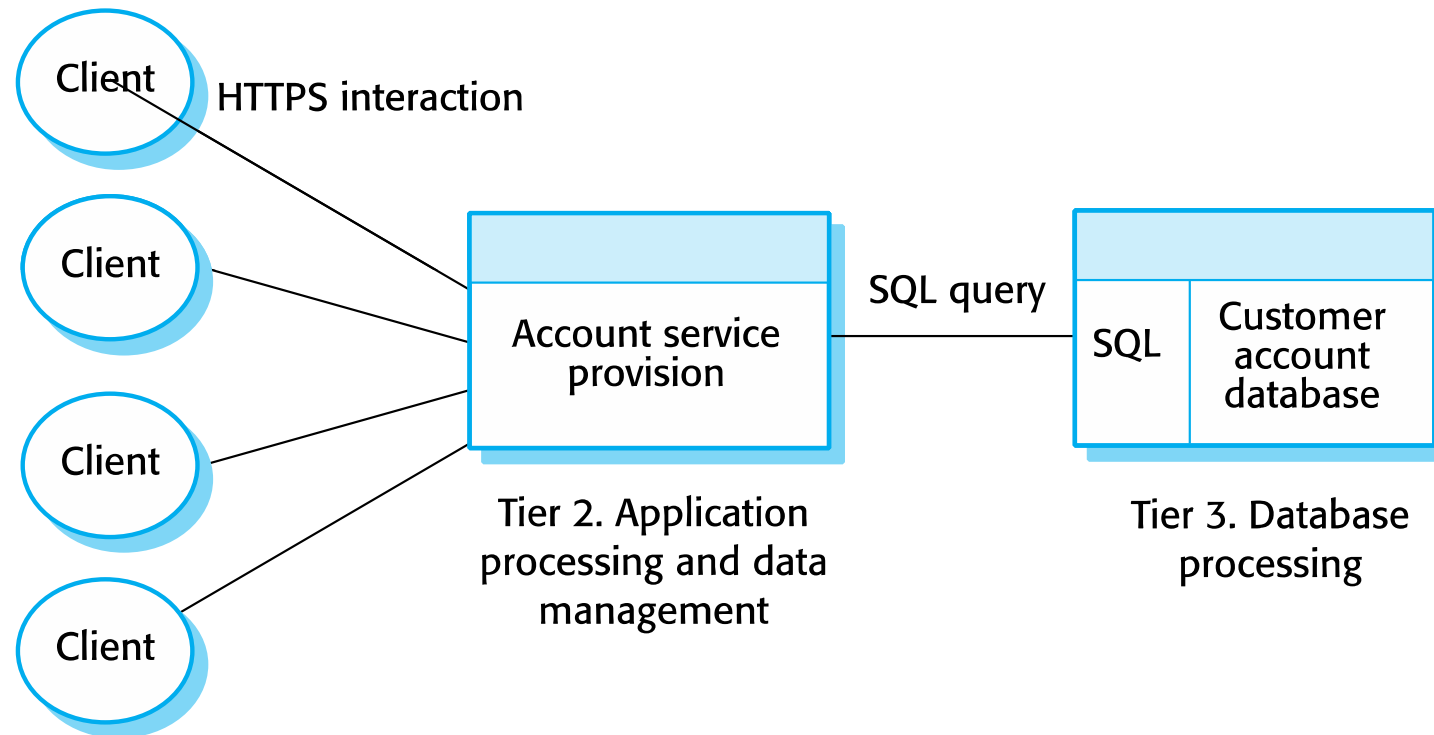 Client
HTTPS interaction
Client
Client
Client
Account service
provision
Tier 2. Application
processing and data
management
SQL query
SQL
Customer
account
database
Tier 3. Database
processing